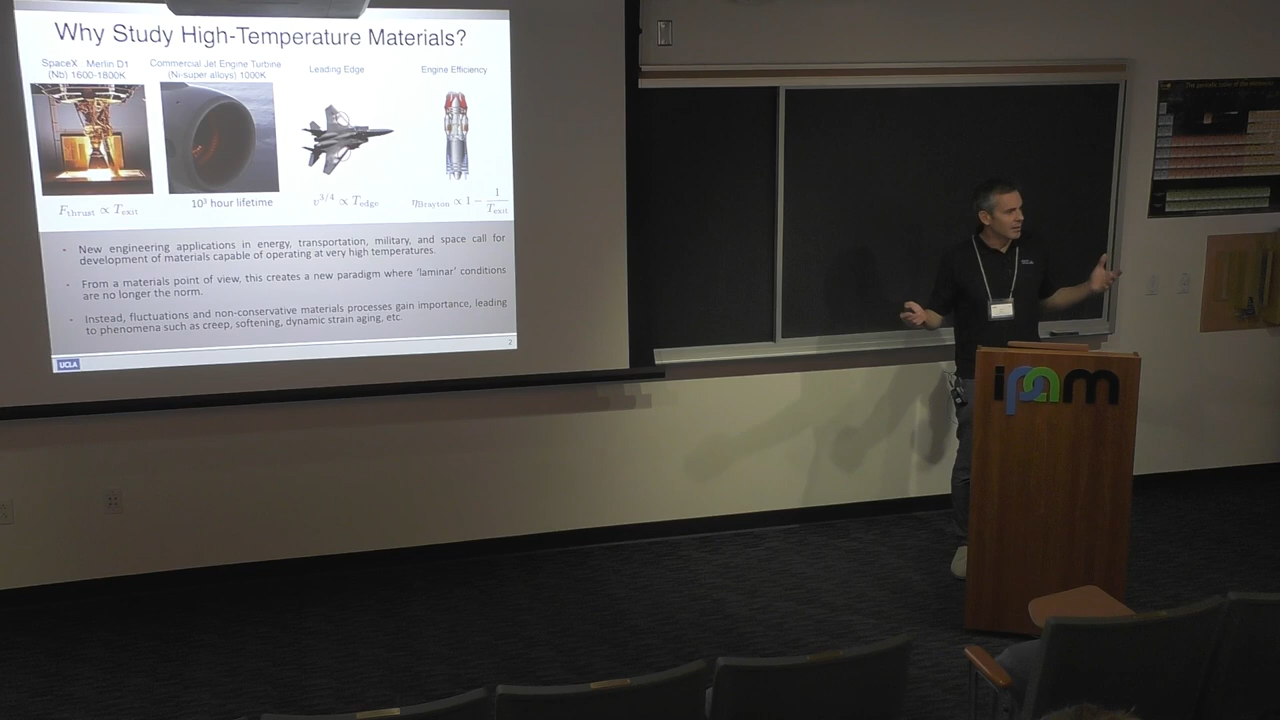 Why Study High-Temperature Materials?
SpaceX Merlin D1
(Nb) 1600-1800K
Commercial Jet Engine Turbine
(Ni-super alloys) 1000K
Leading Edge
Engine Efficiency
F_thrust ∝ T_exit
10³ hour lifetime
v^{3/4} ∝ T_edge
η_Brayton ∝ 1 − 1/T_exit
- New engineering applications in energy, transportation, military, and space call for
development of materials capable of operating at very high temperatures.
- From a materials point of view, this creates a new paradigm where 'laminar' conditions
are no longer the norm.
- Instead, fluctuations and non-conservative materials processes gain importance, leading
to phenomena such as creep, softening, dynamic strain aging, etc.
UCLA
2
ipam